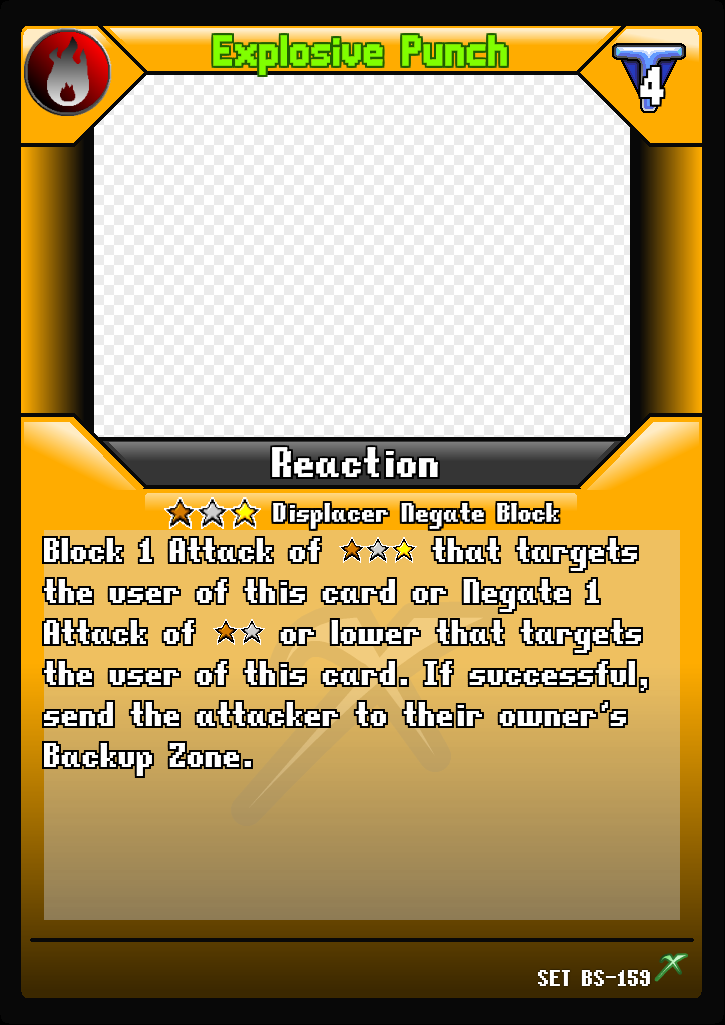 Explosive Punch
4
Reaction
Displacer Negate Block
Block 1 Attack of that targets
the user of this card or Negate 1
Attack of or lower that targets
the user of this card. If successful,
send the attacker to their owner's
Backup Zone.
SET BS-159